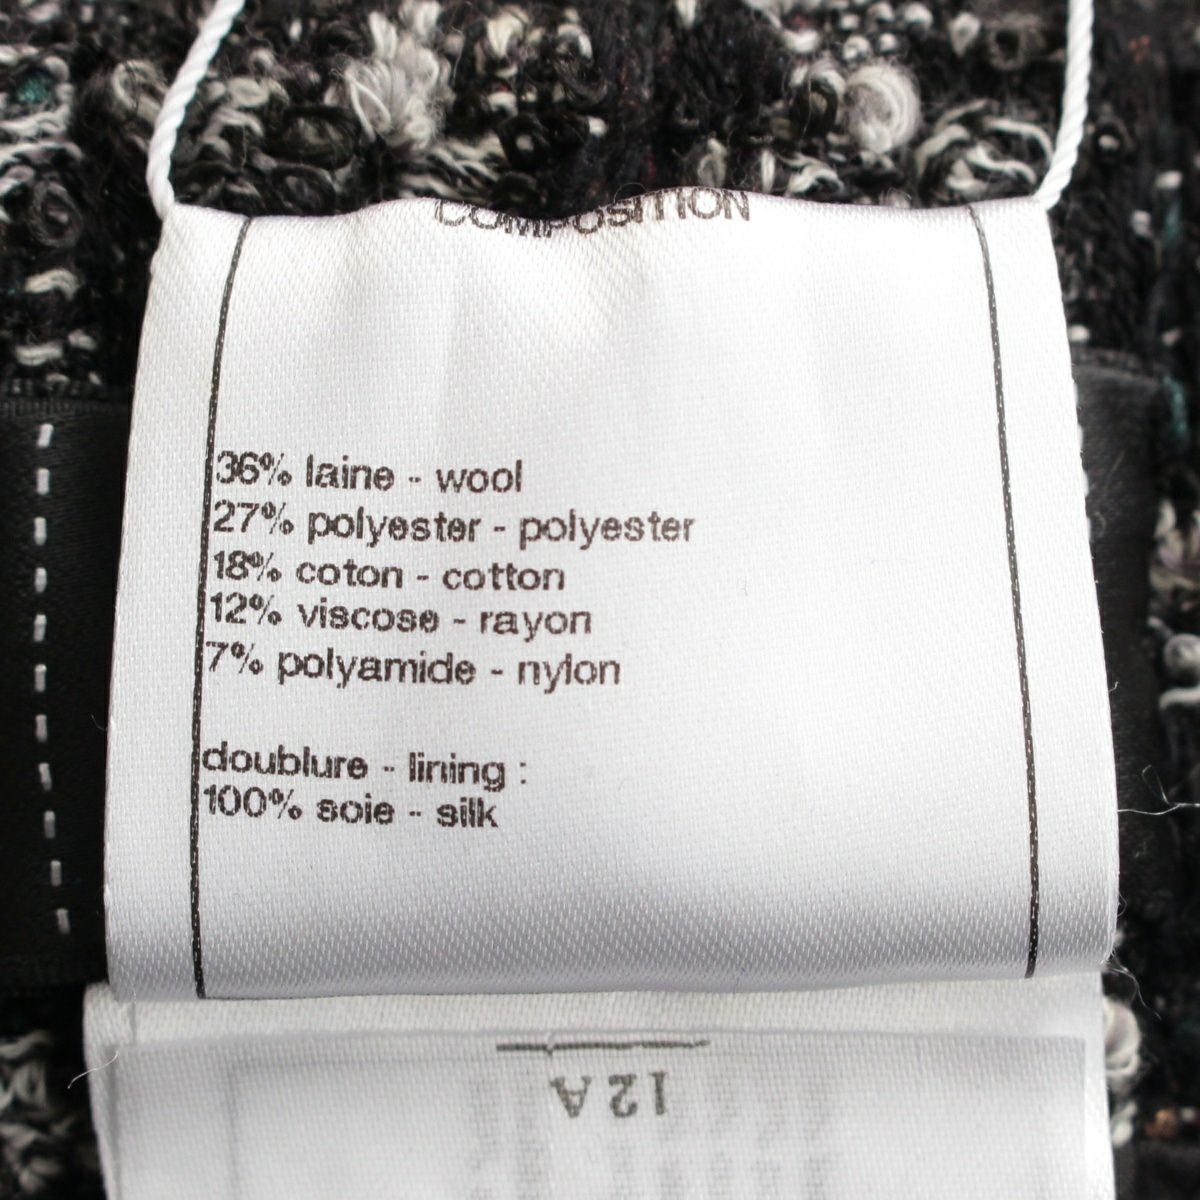 COMPOSITION
36% laine - wool
27% polyester - polyester
18% coton - cotton
12% viscose - rayon
7% polyamide - nylon
doublure - lining :
100% soie - silk
12A